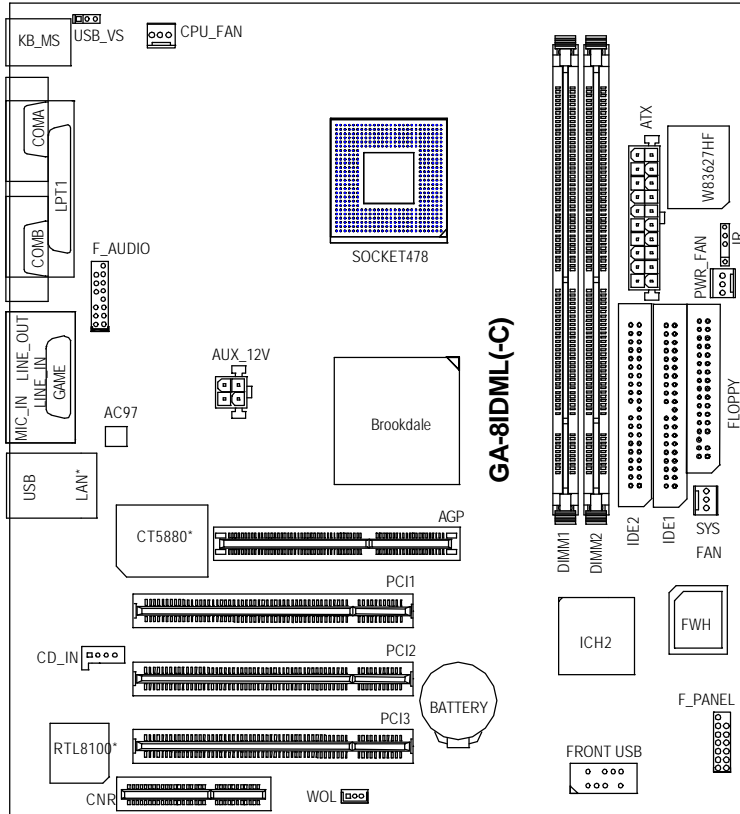 KB_MS
USB_VS
CPU_FAN
COMA
LPT1
COMB
F_AUDIO
SOCKET478
ATX
W83627HF
IR
PWR_FAN
MIC_IN LINE_OUT
LINE_IN
GAME
AUX_12V
AC97
Brookdale
GA-8IDML(-C)
DIMM1
DIMM2
IDE2
IDE1
FLOPPY
SYS
FAN
USB
LAN*
CT5880*
AGP
PCI1
CD_IN
PCI2
BATTERY
ICH2
FWH
F_PANEL
RTL8100*
PCI3
CNR
WOL
FRONT USB